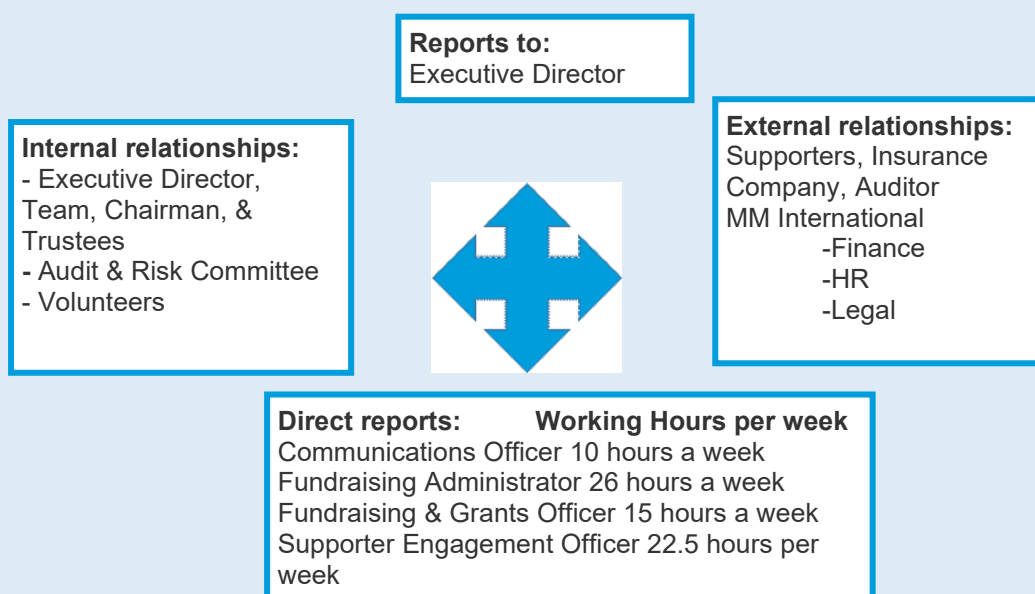 Reports to:
Executive Director
Internal relationships:
- Executive Director,
Team, Chairman, &
Trustees
- Audit & Risk Committee
- Volunteers
External relationships:
Supporters, Insurance
Company, Auditor
MM International
-Finance
-HR
-Legal
Direct reports: Working Hours per week
Communications Officer 10 hours a week
Fundraising Administrator 26 hours a week
Fundraising & Grants Officer 15 hours a week
Supporter Engagement Officer 22.5 hours per
week